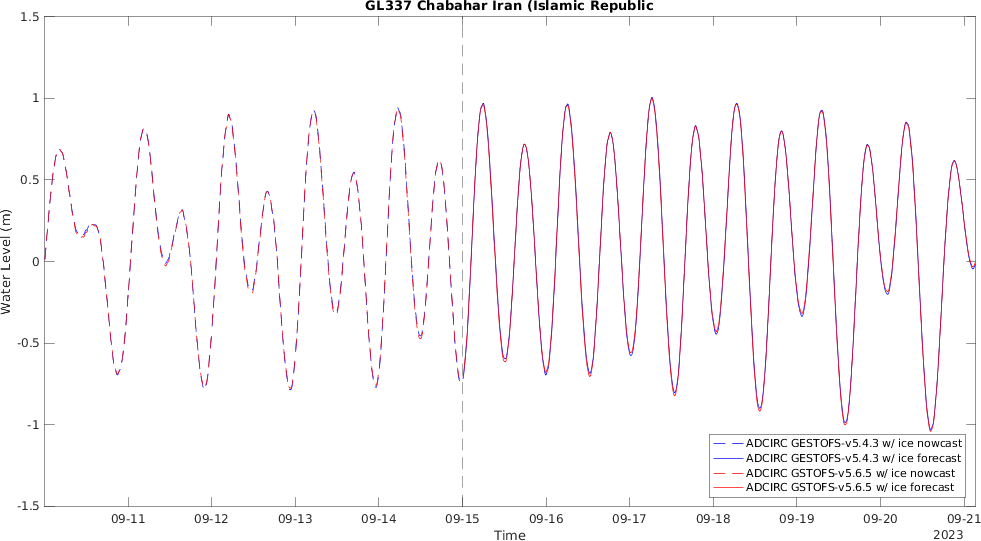 GL337 Chabahar Iran (Islamic Republic
1.5
1
0.5
0
-0.5
-1
-1.5
Water Level (m)
ADCIRC GESTOFS-v5.4.3 w/ ice nowcast
ADCIRC GESTOFS-v5.4.3 w/ ice forecast
ADCIRC GSTOFS-v5.6.5 w/ ice nowcast
ADCIRC GSTOFS-v5.6.5 w/ ice forecast
09-11 09-12 09-13 09-14 09-15 09-16 09-17 09-18 09-19 09-20 09-21
Time
2023